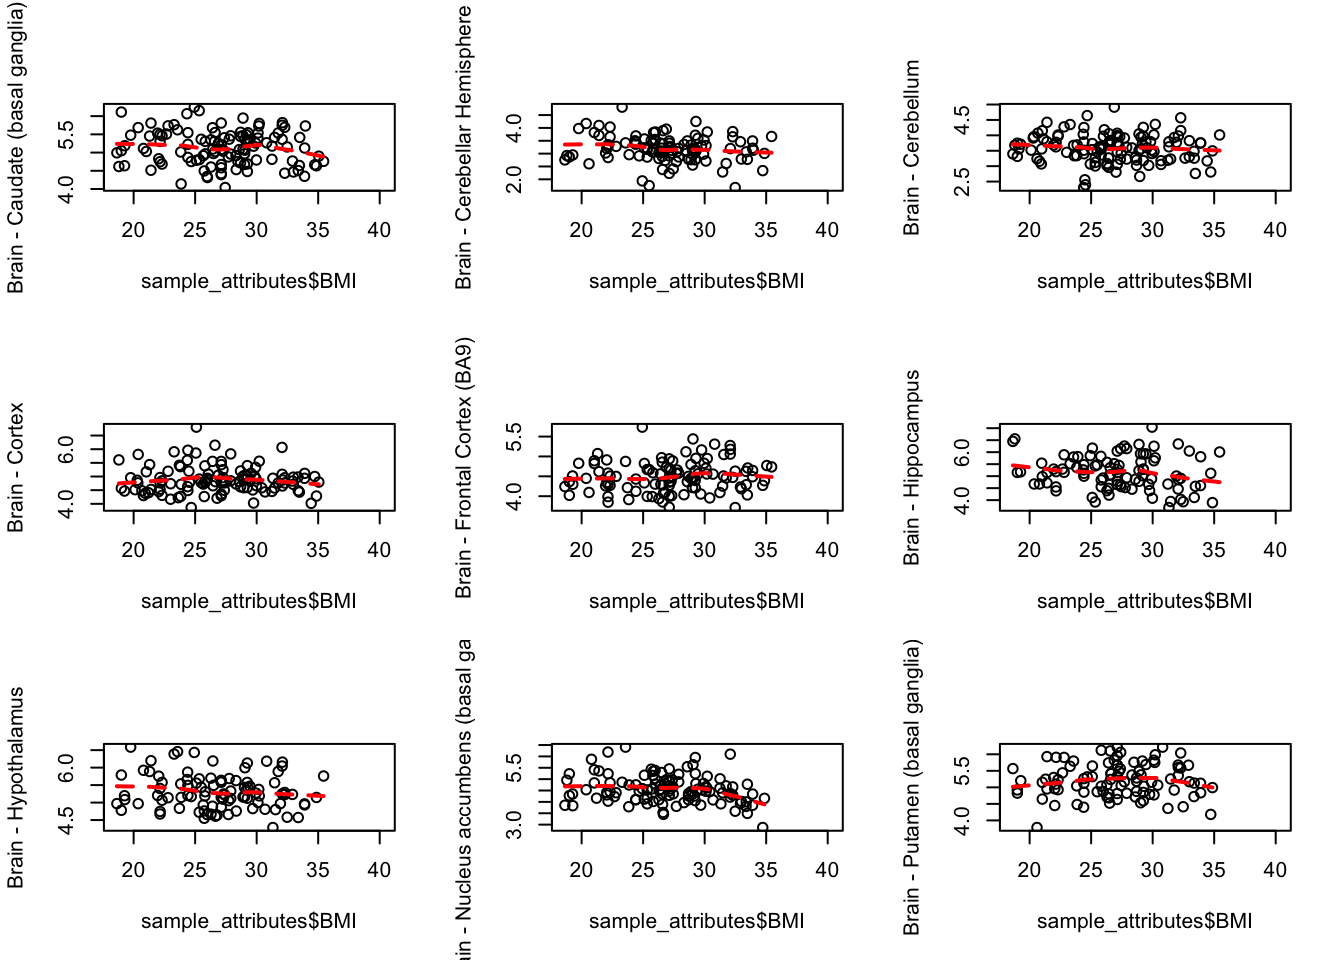 Brain - Caudate (basal ganglia)
5.5
4.0
20 25 30 35 40
sample_attributes$BMI
Brain - Cerebellar Hemisphere
4.0
2.0
20 25 30 35 40
sample_attributes$BMI
Brain - Cerebellum
4.5
2.5
20 25 30 35 40
sample_attributes$BMI
Brain - Cortex
6.0
4.0
20 25 30 35 40
sample_attributes$BMI
Brain - Frontal Cortex (BA9)
5.5
4.0
20 25 30 35 40
sample_attributes$BMI
Brain - Hippocampus
6.0
4.0
20 25 30 35 40
sample_attributes$BMI
Brain - Hypothalamus
6.0
4.5
20 25 30 35 40
sample_attributes$BMI
ain - Nucleus accumbens (basal ga
5.5
3.0
20 25 30 35 40
sample_attributes$BMI
Brain - Putamen (basal ganglia)
5.5
4.0
20 25 30 35 40
sample_attributes$BMI